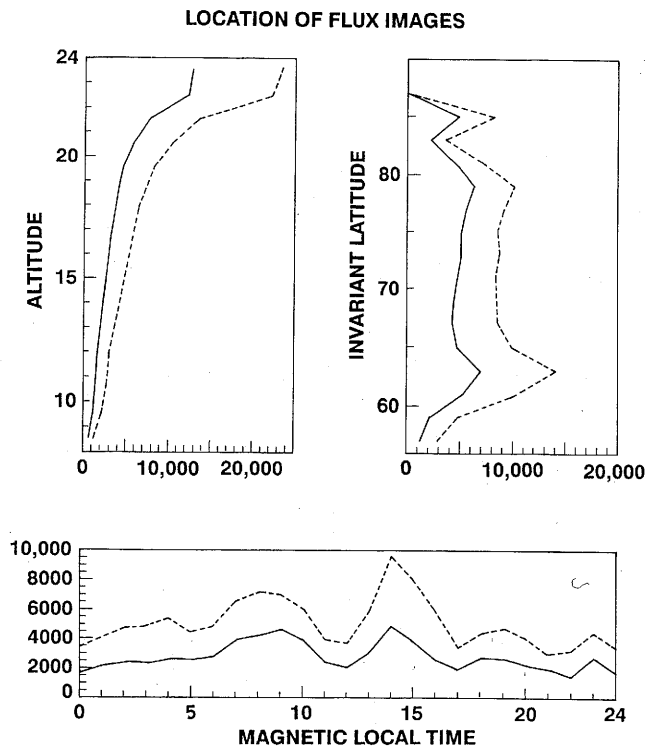 LOCATION OF FLUX IMAGES
24
20
15
10
ALTITUDE
0 10,000 20,000
80
70
60
INVARIANT LATITUDE
0 10,000 20,000
10,000
8000
6000
4000
2000
0
0 5 10 15 20 24
MAGNETIC LOCAL TIME